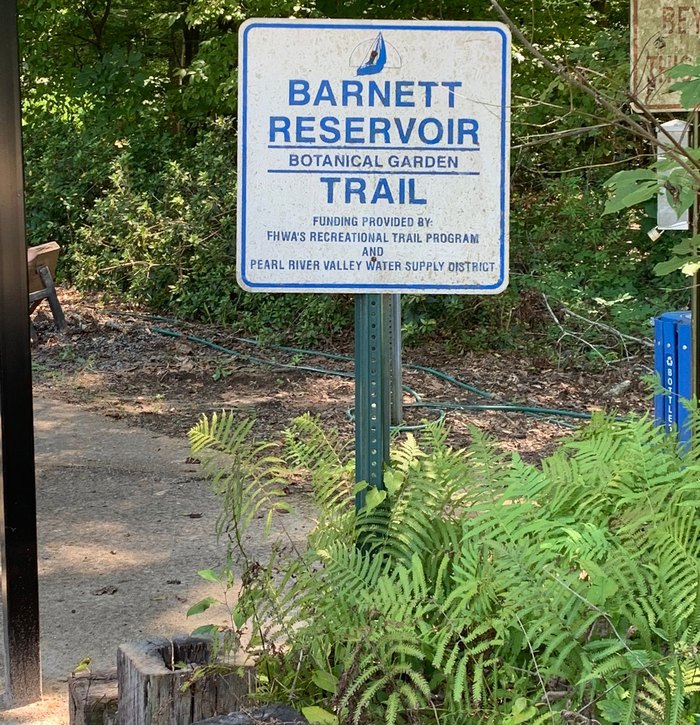 BARNETT
RESERVOIR
BOTANICAL GARDEN
TRAIL
FUNDING PROVIDED BY:
FHWA'S RECREATIONAL TRAIL PROGRAM
AND
PEARL RIVER VALLEY WATER SUPPLY DISTRICT
BOTTLE